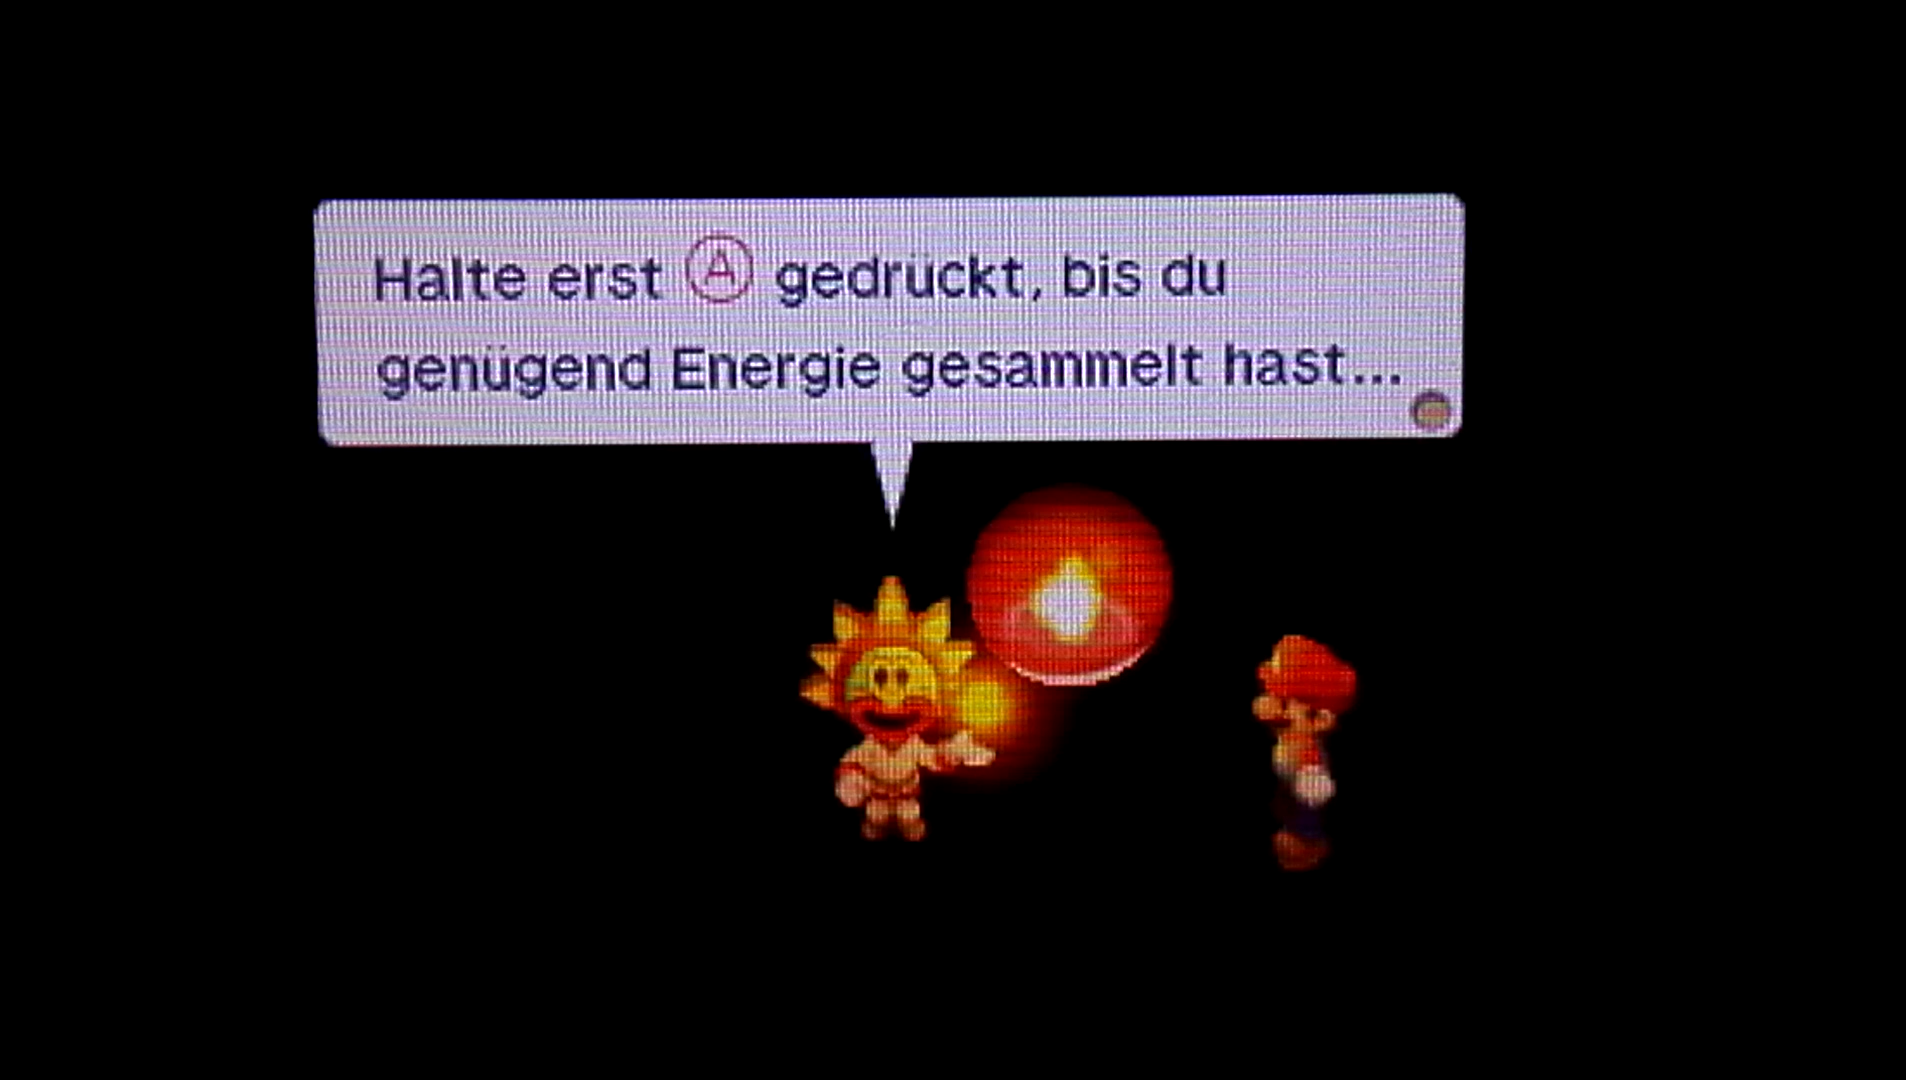 Halte erst Ⓐ gedrückt, bis du
genügend Energie gesammelt hast...